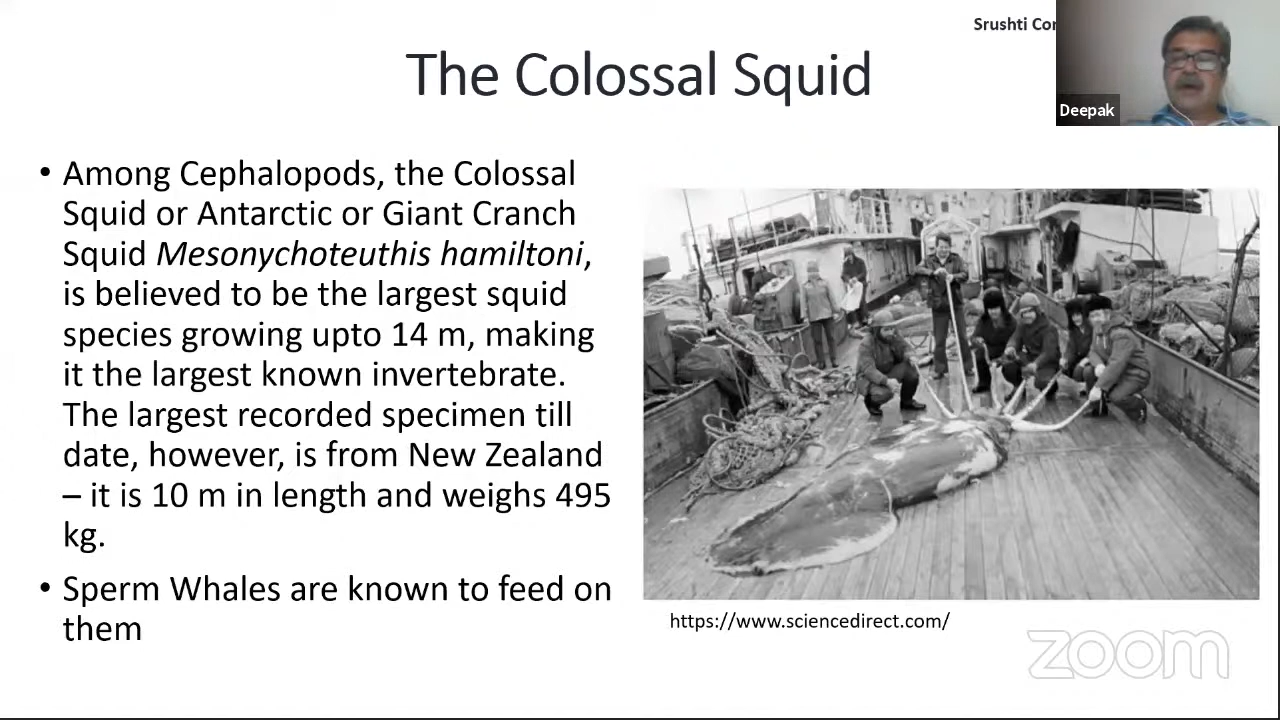 Srushti
The Colossal Squid
Deepak
• Among Cephalopods, the Colossal
Squid or Antarctic or Giant Cranch
Squid Mesonychoteuthis hamiltoni,
is believed to be the largest squid
species growing upto 14 m, making
it the largest known invertebrate.
The largest recorded specimen till
date, however, is from New Zealand
– it is 10 m in length and weighs 495
kg.
• Sperm Whales are known to feed on
them
https://www.sciencedirect.com/
zoom